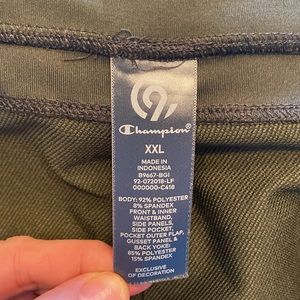 C9
Champion
XXL
MADE IN
INDONESIA
B9667-BGI
92-072018-LF
000000-C418
BODY: 92% POLYESTER
8% SPANDEX
FRONT & INNER
WAISTBAND,
SIDE PANELS,
SIDE POCKET,
POCKET OUTER FLAP,
GUSSET PANEL &
BACK YOKE:
85% POLYESTER
15% SPANDEX
EXCLUSIVE
OF DECORATION